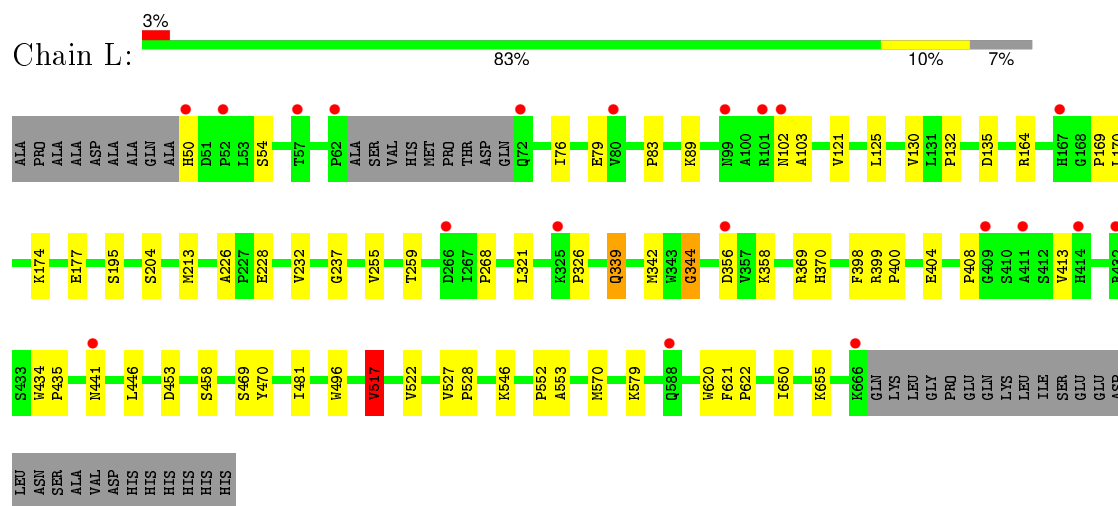 3%
Chain L:
83% 10% 7%
ALA PRO ALA ALA ASP ALA ALA GLN ALA H50 D51 P52 L53 S54 T57 P62 ALA SER VAL HIS MET PRO THR ASP GLN Q72 I76 E79 V80 P83 K89 N99 A100 R101 N102 A103 V121 L125 V130 L131 P132 D135 R164 H167 G168 P169 L170
K174 E177 S195 S204 M213 A226 P227 E228 V232 G237 V255 T259 D266 I267 P268 L321 K325 P326 Q339 M342 W343 G344 D356 V357 K358 R369 H370 F398 R399 P400 E404 P408 G409 S410 A411 S412 V413 H414 R432
S433 W434 P435 N441 L446 D453 S458 S469 Y470 I481 W496 V517 V522 V527 P528 K546 P552 A553 M570 K579 Q588 W620 F621 P622 I650 K655 K666 GLN LYS LEU GLY PRO GLU GLN LYS LEU ILE SER GLU GLU ASP
LEU ASN SER ALA VAL ASP HIS HIS HIS HIS HIS HIS